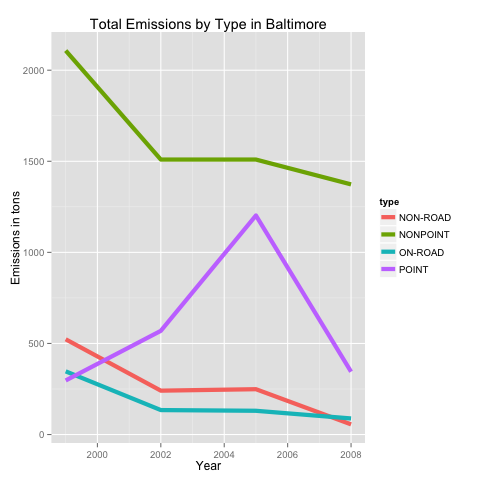 Total Emissions by Type in Baltimore
2000
1500
1000
500
0
Emissions in tons
2000 2002 2004 2006 2008
Year
type
NON-ROAD
NONPOINT
ON-ROAD
POINT